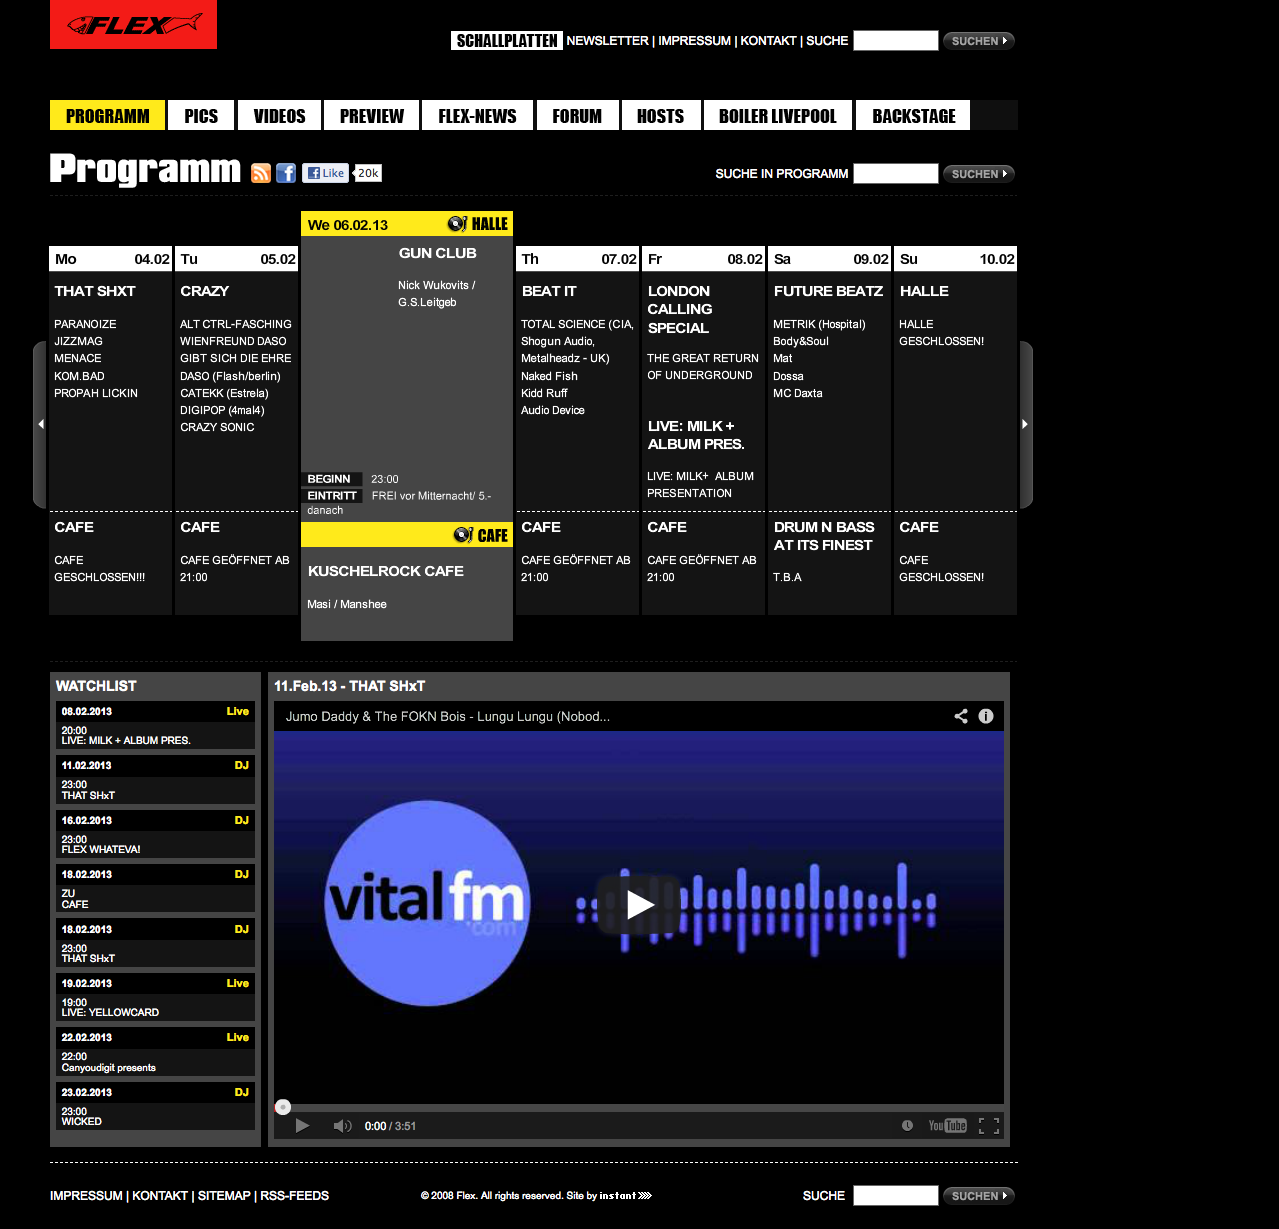 FLEX
SCHALLPLATTEN NEWSLETTER | IMPRESSUM | KONTAKT | SUCHE SUCHEN
PROGRAMM PICS VIDEOS PREVIEW FLEX-NEWS FORUM HOSTS BOILER LIVEPOOL BACKSTAGE
Programm Like 20k
SUCHE IN PROGRAMM SUCHEN
Mo 04.02
THAT SHXT
PARANOIZE
JIZZMAG
MENACE
KOM.BAD
PROPAH LICKIN
CAFE
CAFE
GESCHLOSSEN!!!
Tu 05.02
CRAZY
ALT CTRL-FASCHING
WIENFREUND DASO
GIBT SICH DIE EHRE
DASO (Flash/berlin)
CATEKK (Estrela)
DIGIPOP (4mal4)
CRAZY SONIC
CAFE
CAFE GEÖFFNET AB
21:00
We 06.02.13 HALLE
GUN CLUB
Nick Wukovits /
G.S.Leitgeb
BEGINN 23:00
EINTRITT FREI vor Mitternacht/ 5.-
danach
CAFE
KUSCHELROCK CAFE
Masi / Manshee
Th 07.02
BEAT IT
TOTAL SCIENCE (CIA,
Shogun Audio,
Metalheadz - UK)
Naked Fish
Kidd Ruff
Audio Device
CAFE
CAFE GEÖFFNET AB
21:00
Fr 08.02
LONDON
CALLING
SPECIAL
THE GREAT RETURN
OF UNDERGROUND
LIVE: MILK +
ALBUM PRES.
LIVE: MILK+ ALBUM
PRESENTATION
CAFE
CAFE GEÖFFNET AB
21:00
Sa 09.02
FUTURE BEATZ
METRIK (Hospital)
Body&Soul
Mat
Dossa
MC Daxta
DRUM N BASS
AT ITS FINEST
T.B.A
Su 10.02
HALLE
HALLE
GESCHLOSSEN!
CAFE
CAFE
GESCHLOSSEN!
WATCHLIST
08.02.2013 Live
20:00
LIVE: MILK + ALBUM PRES.
11.02.2013 DJ
23:00
THAT SHxT
16.02.2013 DJ
23:00
FLEX WHATEVA!
18.02.2013 DJ
ZU
CAFE
18.02.2013 DJ
23:00
THAT SHxT
19.02.2013 Live
19:00
LIVE: YELLOWCARD
22.02.2013 Live
22:00
Canyoudigit presents
23.02.2013 DJ
23:00
WICKED
11.Feb.13 - THAT SHxT
Jumo Daddy & The FOKN Bois - Lungu Lungu (Nobod...
vital fm
.com
0:00 / 3:51 YouTube
IMPRESSUM | KONTAKT | SITEMAP | RSS-FEEDS
© 2008 Flex. All rights reserved. Site by instant
SUCHE SUCHEN